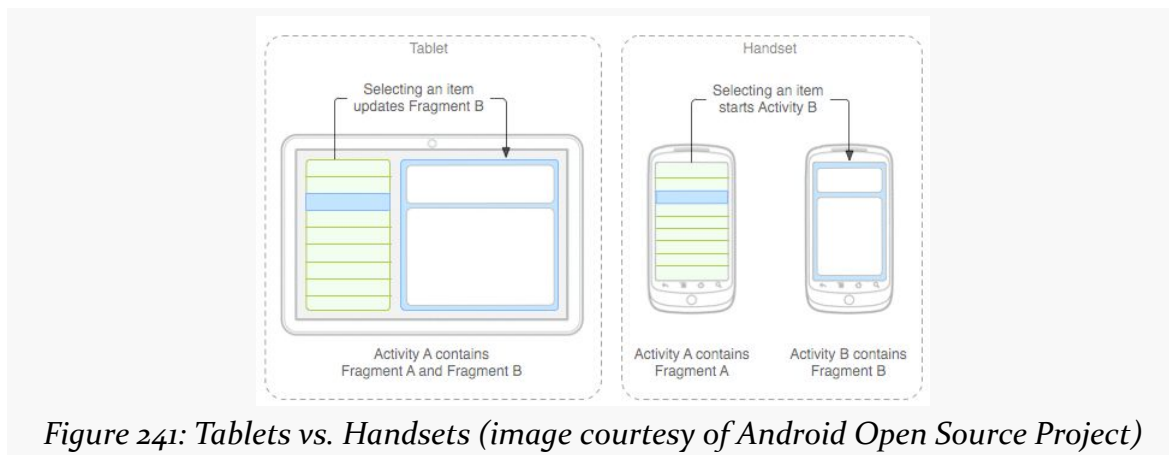 Tablet
Handset
Selecting an item
updates Fragment B
Selecting an item
starts Activity B
Activity A contains
Fragment A and Fragment B
Activity A contains
Fragment A
Activity B contains
Fragment B
Figure 241: Tablets vs. Handsets (image courtesy of Android Open Source Project)